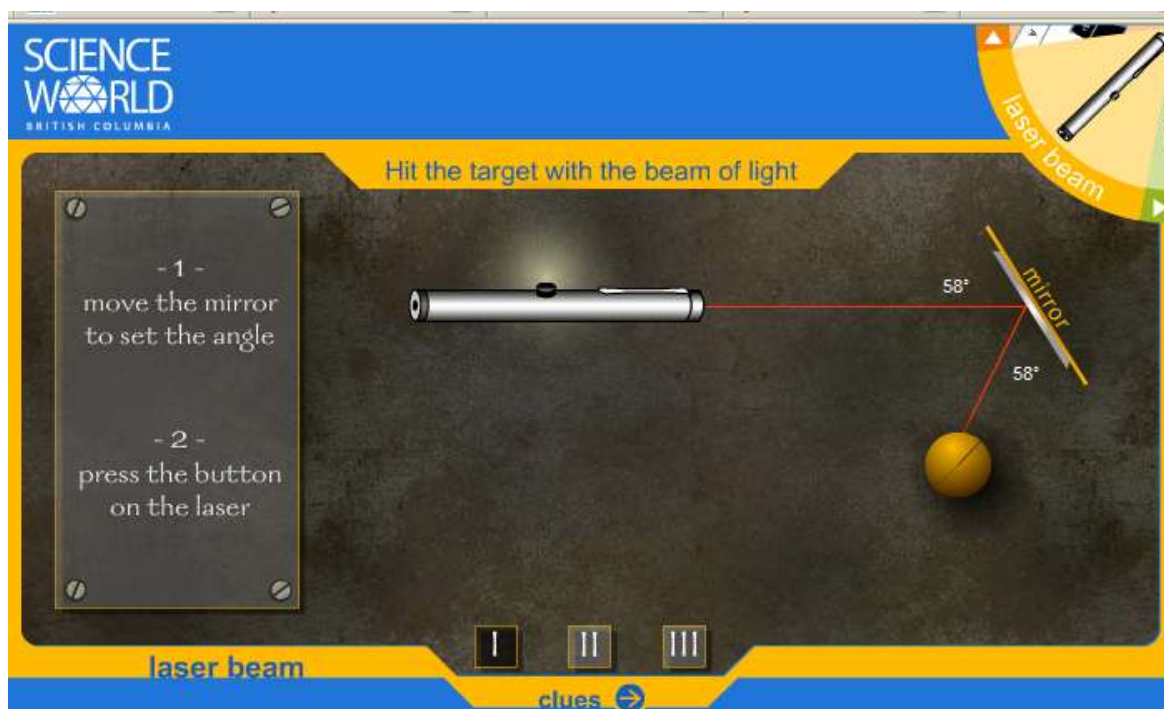 SCIENCE
WORLD
BRITISH COLUMBIA
A
laser beam
Hit the target with the beam of light
- 1 -
move the mirror
to set the angle
- 2 -
press the button
on the laser
58°
mirror
58°
I
II
III
laser beam
clues